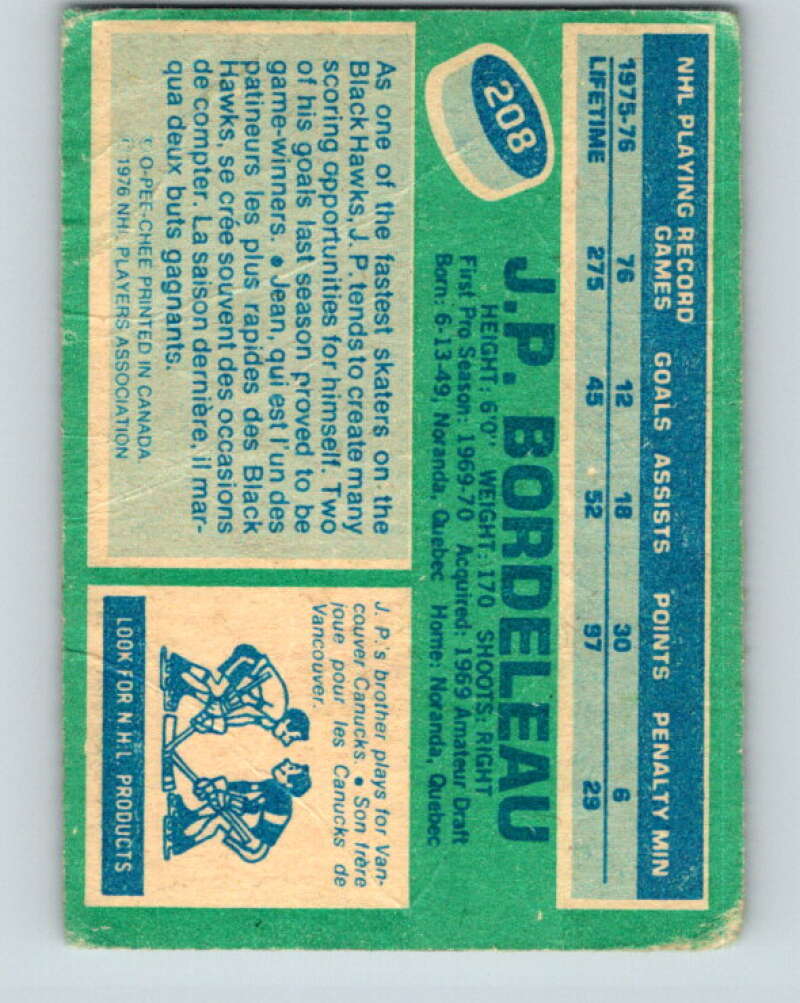 NHL PLAYING RECORD
GAMES GOALS ASSISTS POINTS PENALTY MIN
1975-76 76 12 18 30 6
LIFETIME 275 45 52 97 29
208
J.P. BORDELEAU
HEIGHT: 6'0" WEIGHT: 170 SHOOTS: RIGHT
First Pro Season: 1969-70 Acquired: 1969 Amateur Draft
Born: 6-13-49, Noranda, Quebec Home: Noranda, Quebec
As one of the fastest skaters on the
Black Hawks, J. P. tends to create many
scoring opportunities for himself. Two
of his goals last season proved to be
game-winners. • Jean, qui est l'un des
patineurs les plus rapides des Black
Hawks, se crée souvent des occasions
de compter. La saison dernière, il mar-
qua deux buts gagnants.
© O-PEE-CHEE PRINTED IN CANADA
© 1976 NHL PLAYERS ASSOCIATION
J. P.'s brother plays for Van-
couver Canucks. • Son frère
joue pour les Canucks de
Vancouver.
LOOK FOR N.H.L. PRODUCTS